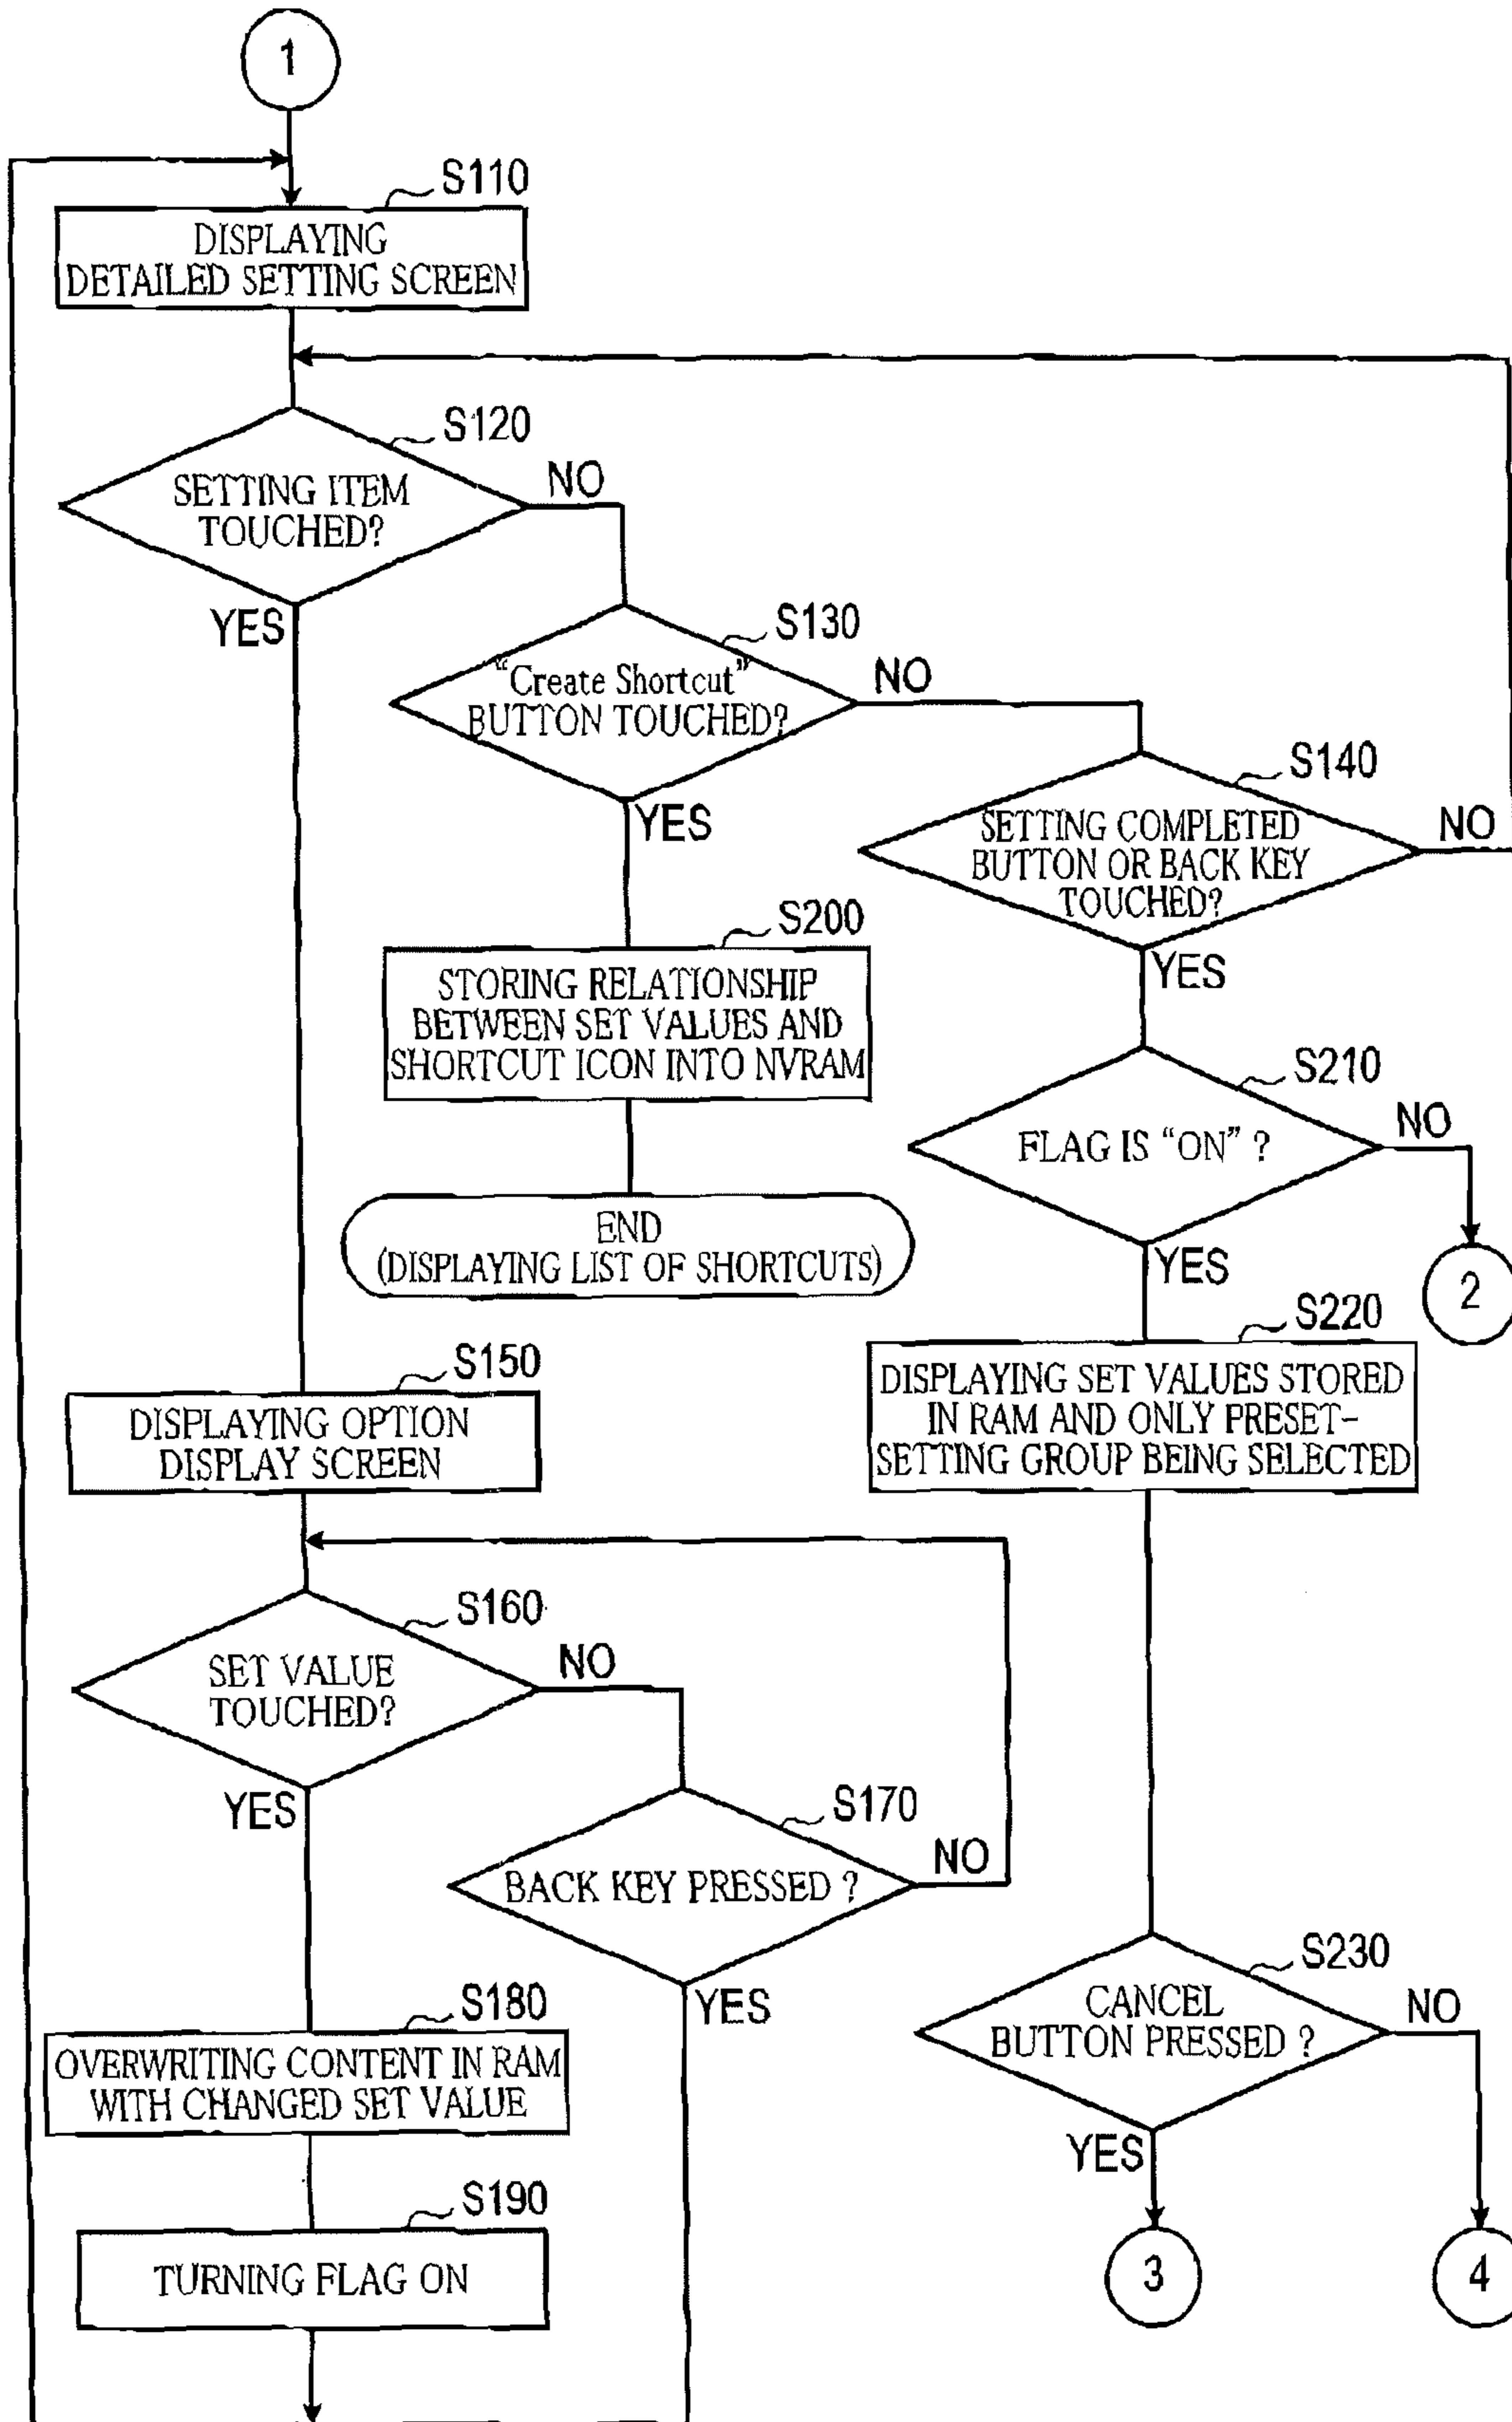 1
S110
DISPLAYING
DETAILED SETTING SCREEN
S120
SETTING ITEM
TOUCHED?
NO
YES
S130
“Create Shortcut”
BUTTON TOUCHED?
NO
YES
S140
SETTING COMPLETED
BUTTON OR BACK KEY
TOUCHED?
NO
YES
S200
STORING RELATIONSHIP
BETWEEN SET VALUES AND
SHORTCUT ICON INTO NVRAM
END
(DISPLAYING LIST OF SHORTCUTS)
S210
FLAG IS “ON” ?
NO
2
YES
S220
DISPLAYING SET VALUES STORED
IN RAM AND ONLY PRESET-
SETTING GROUP BEING SELECTED
S150
DISPLAYING OPTION
DISPLAY SCREEN
S160
SET VALUE
TOUCHED?
NO
YES
S170
BACK KEY PRESSED ?
NO
YES
S180
OVERWRITING CONTENT IN RAM
WITH CHANGED SET VALUE
S190
TURNING FLAG ON
S230
CANCEL
BUTTON PRESSED ?
NO
YES
3
4